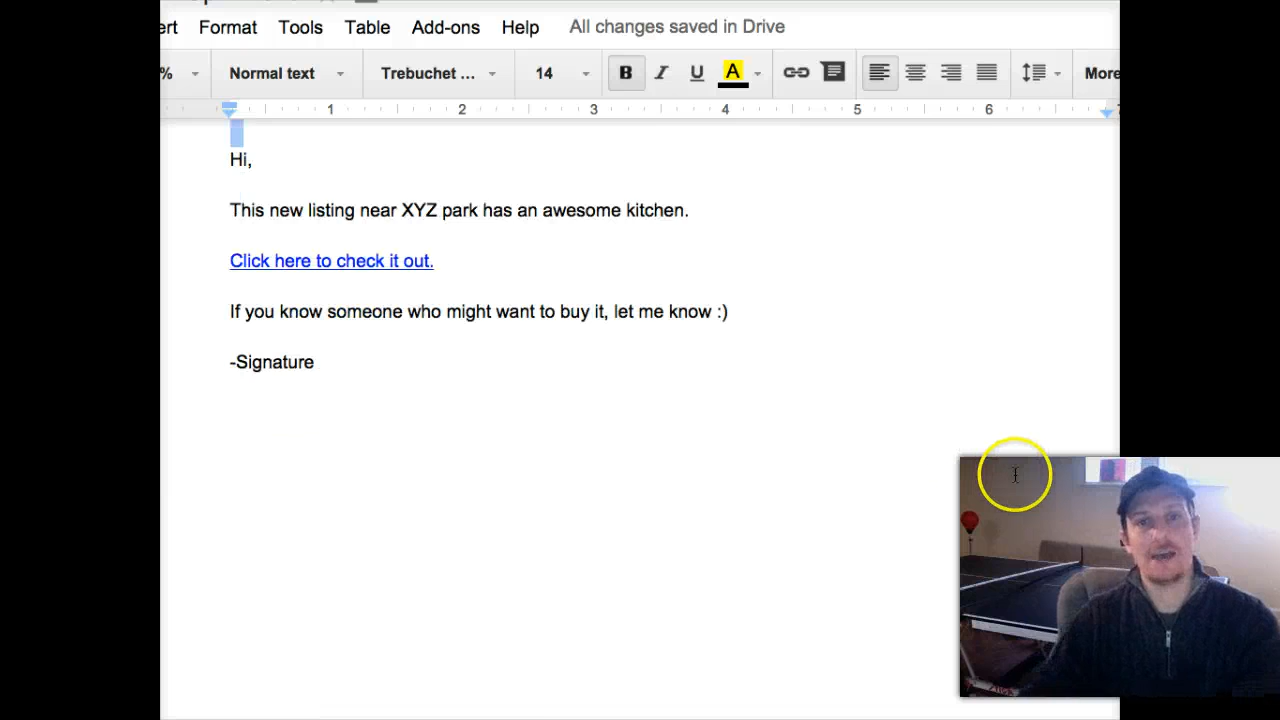 ert Format Tools Table Add-ons Help All changes saved in Drive
% Normal text Trebuchet ... 14 B I U A More
1 2 3 4 5 6 7
Hi,
This new listing near XYZ park has an awesome kitchen.
Click here to check it out.
If you know someone who might want to buy it, let me know :)
-Signature